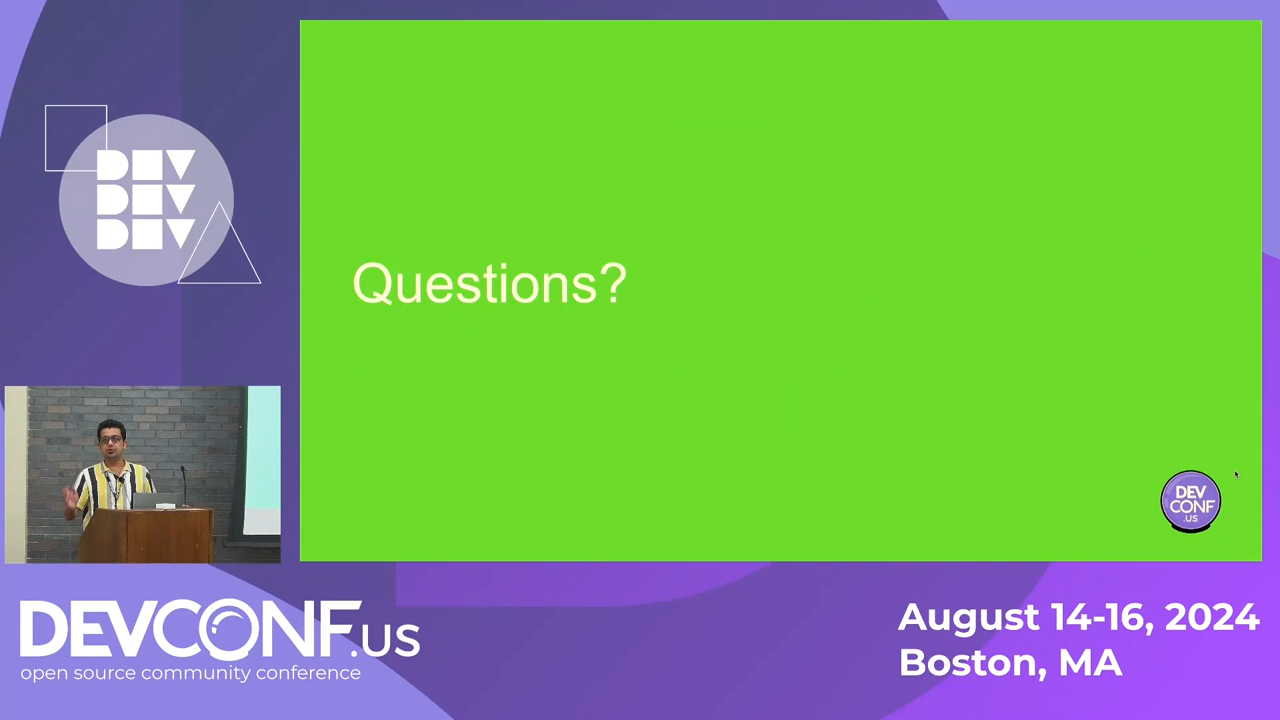 DEV
DEV
DEV
Questions?
DEV
CONF
.US
DEVCONF.us
open source community conference
August 14-16, 2024
Boston, MA